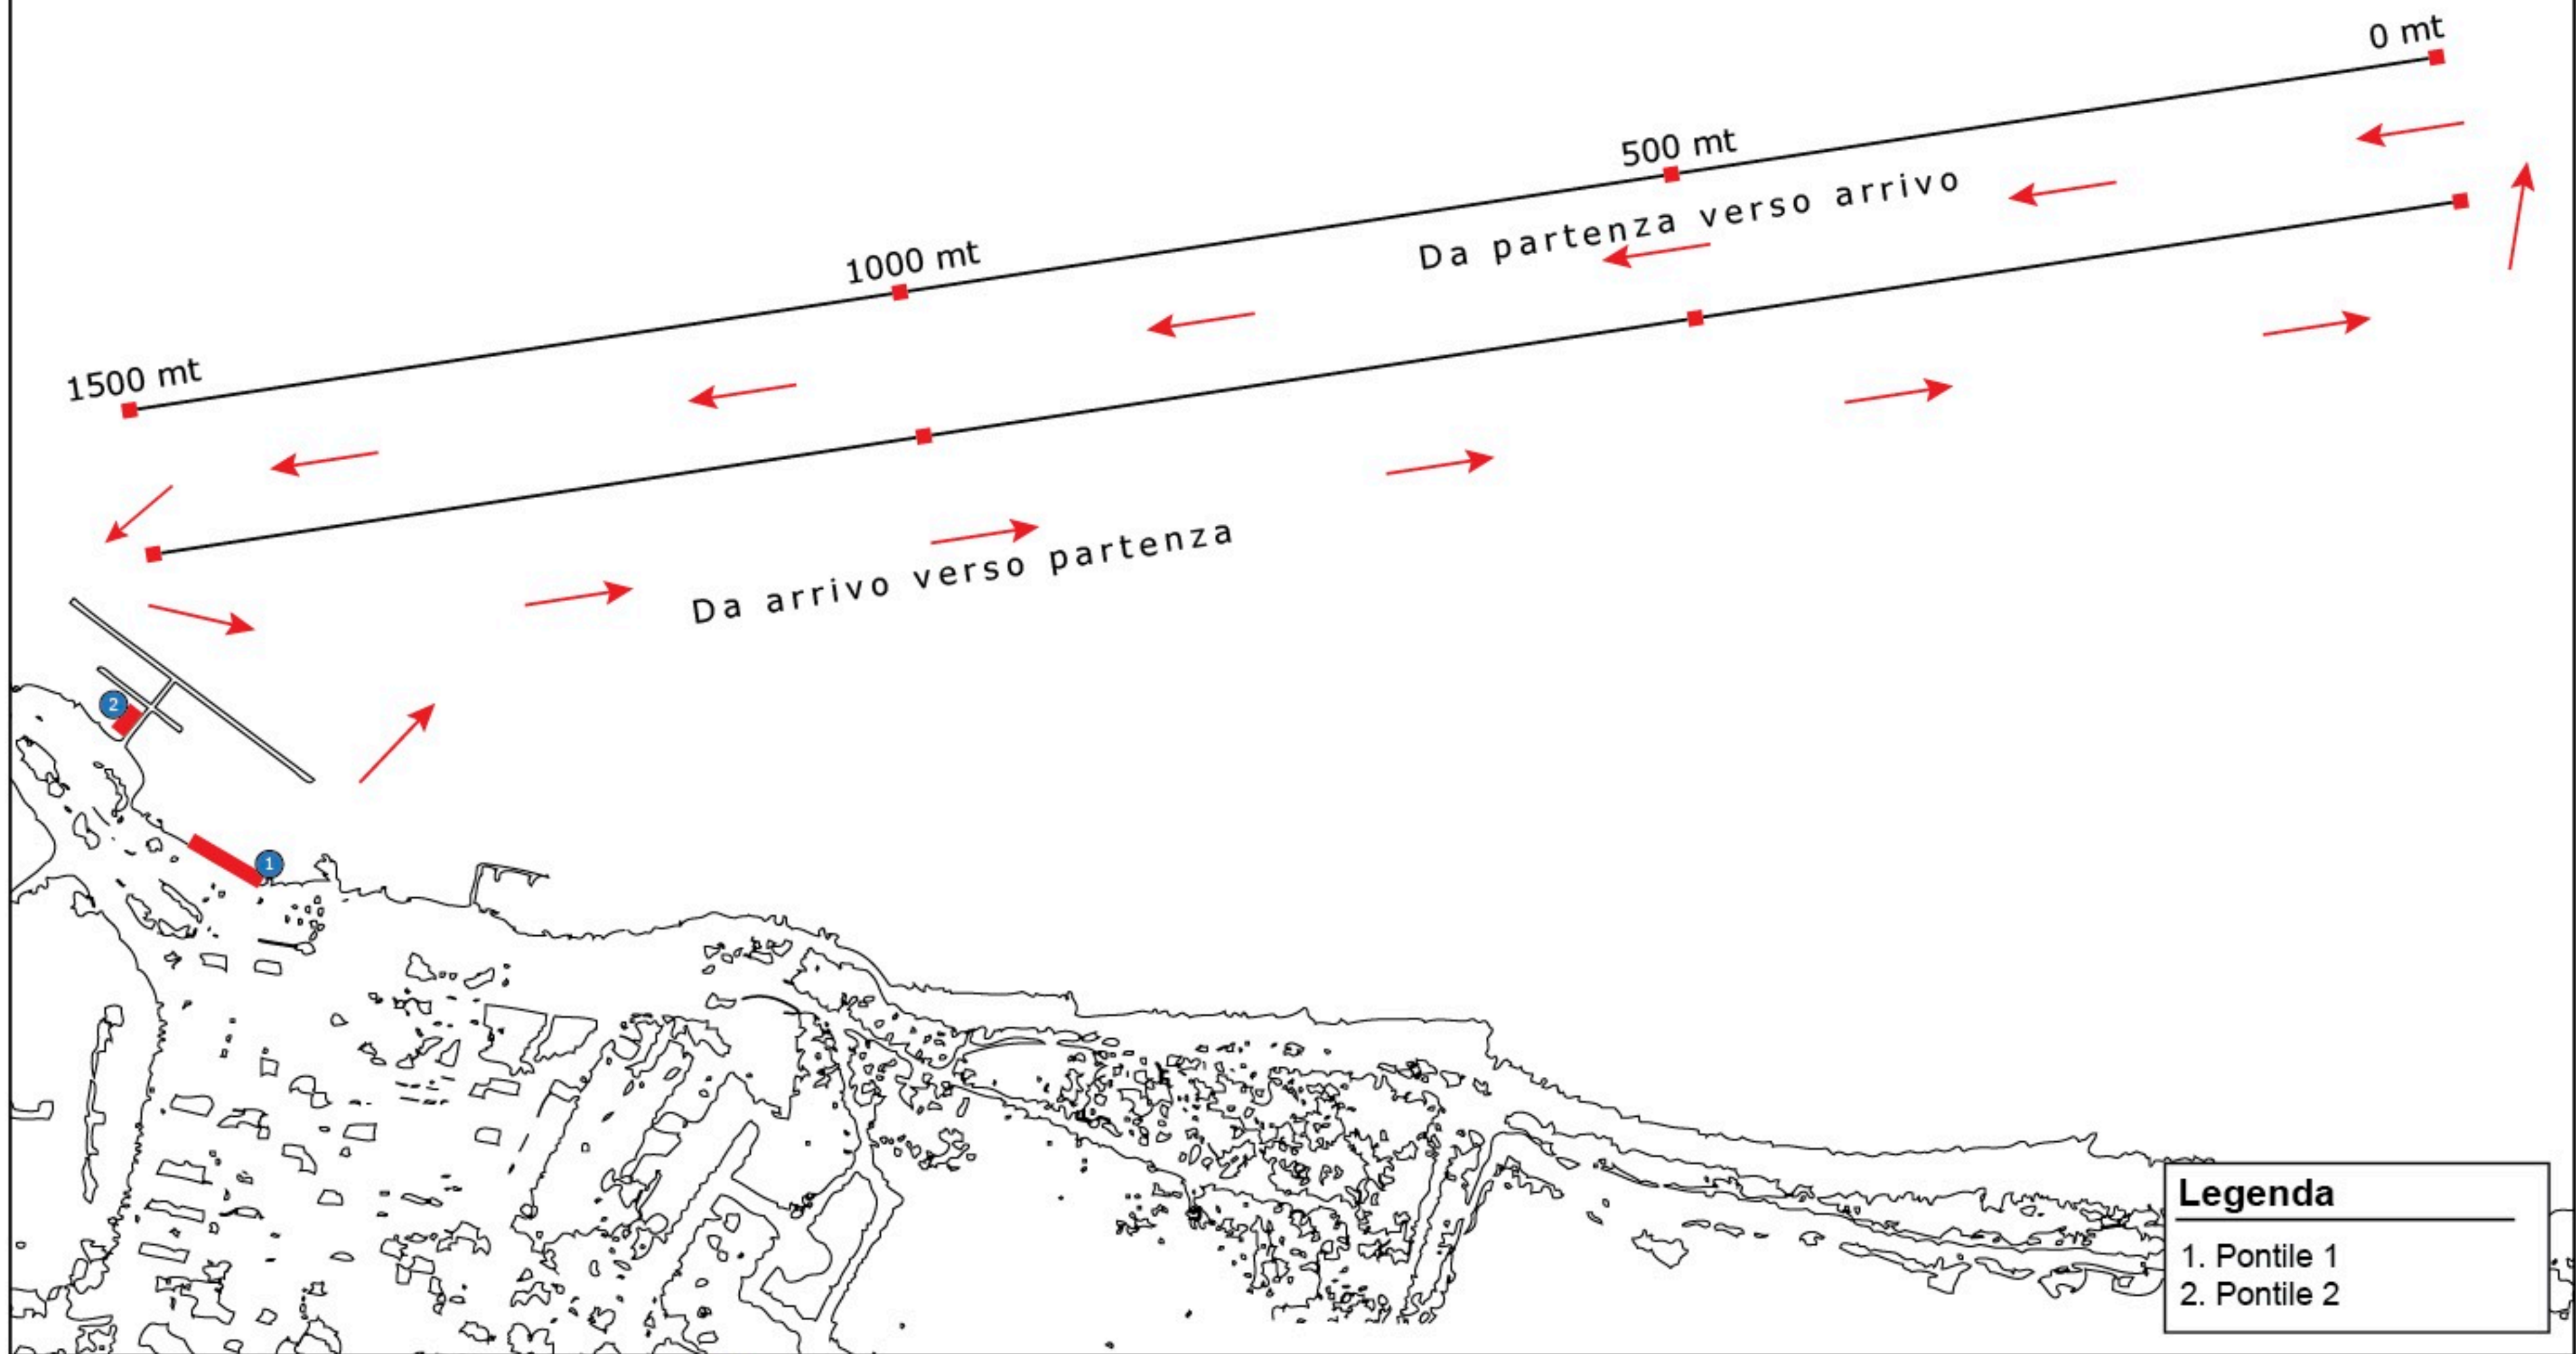 0 mt
500 mt
Da partenza verso arrivo
1000 mt
1500 mt
Da arrivo verso partenza
2
1
Legenda
1. Pontile 1
2. Pontile 2